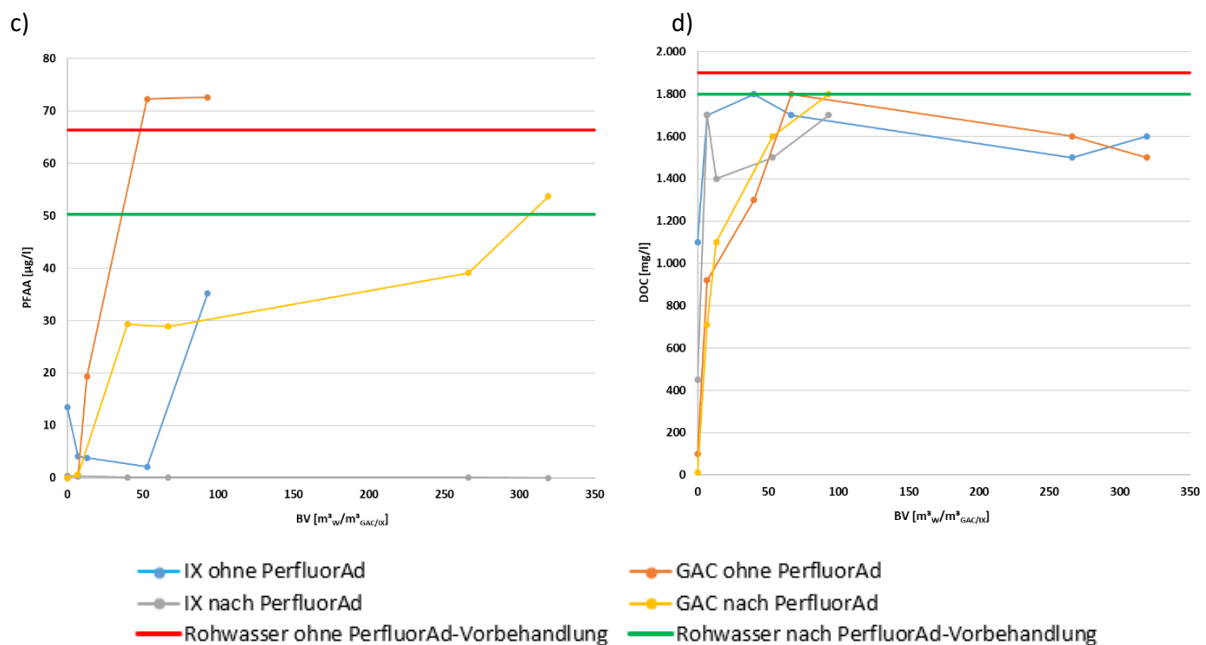 c)
PFAA [µg/l]
80
70
60
50
40
30
20
10
0
0 50 100 150 200 250 300 350
BV [m³W/m³GAC/IX]
d)
DOC [mg/l]
2.000
1.800
1.600
1.400
1.200
1.000
800
600
400
200
0
0 50 100 150 200 250 300 350
BV [m³W/m³GAC/IX]
IX ohne PerfluorAd
GAC ohne PerfluorAd
IX nach PerfluorAd
GAC nach PerfluorAd
Rohwasser ohne PerfluorAd-Vorbehandlung
Rohwasser nach PerfluorAd-Vorbehandlung